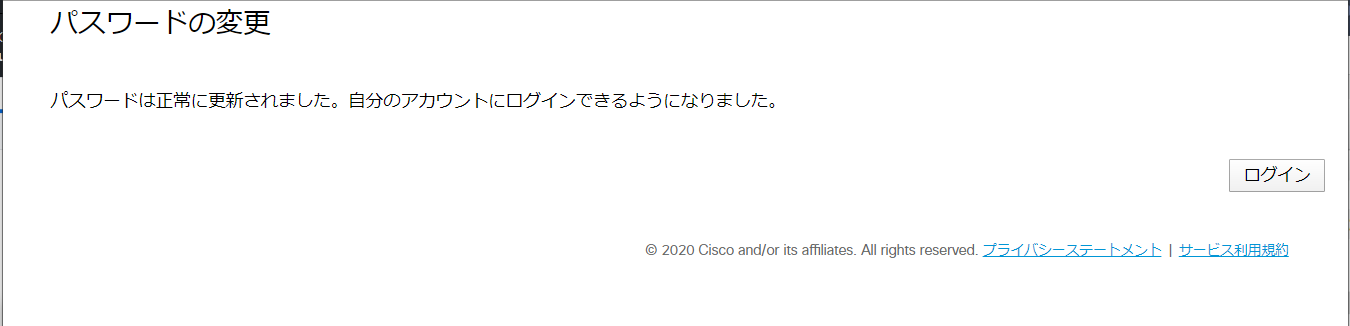 パスワードの変更
パスワードは正常に更新されました。自分のアカウントにログインできるようになりました。
ログイン
© 2020 Cisco and/or its affiliates. All rights reserved. プライバシーステートメント | サービス利用規約